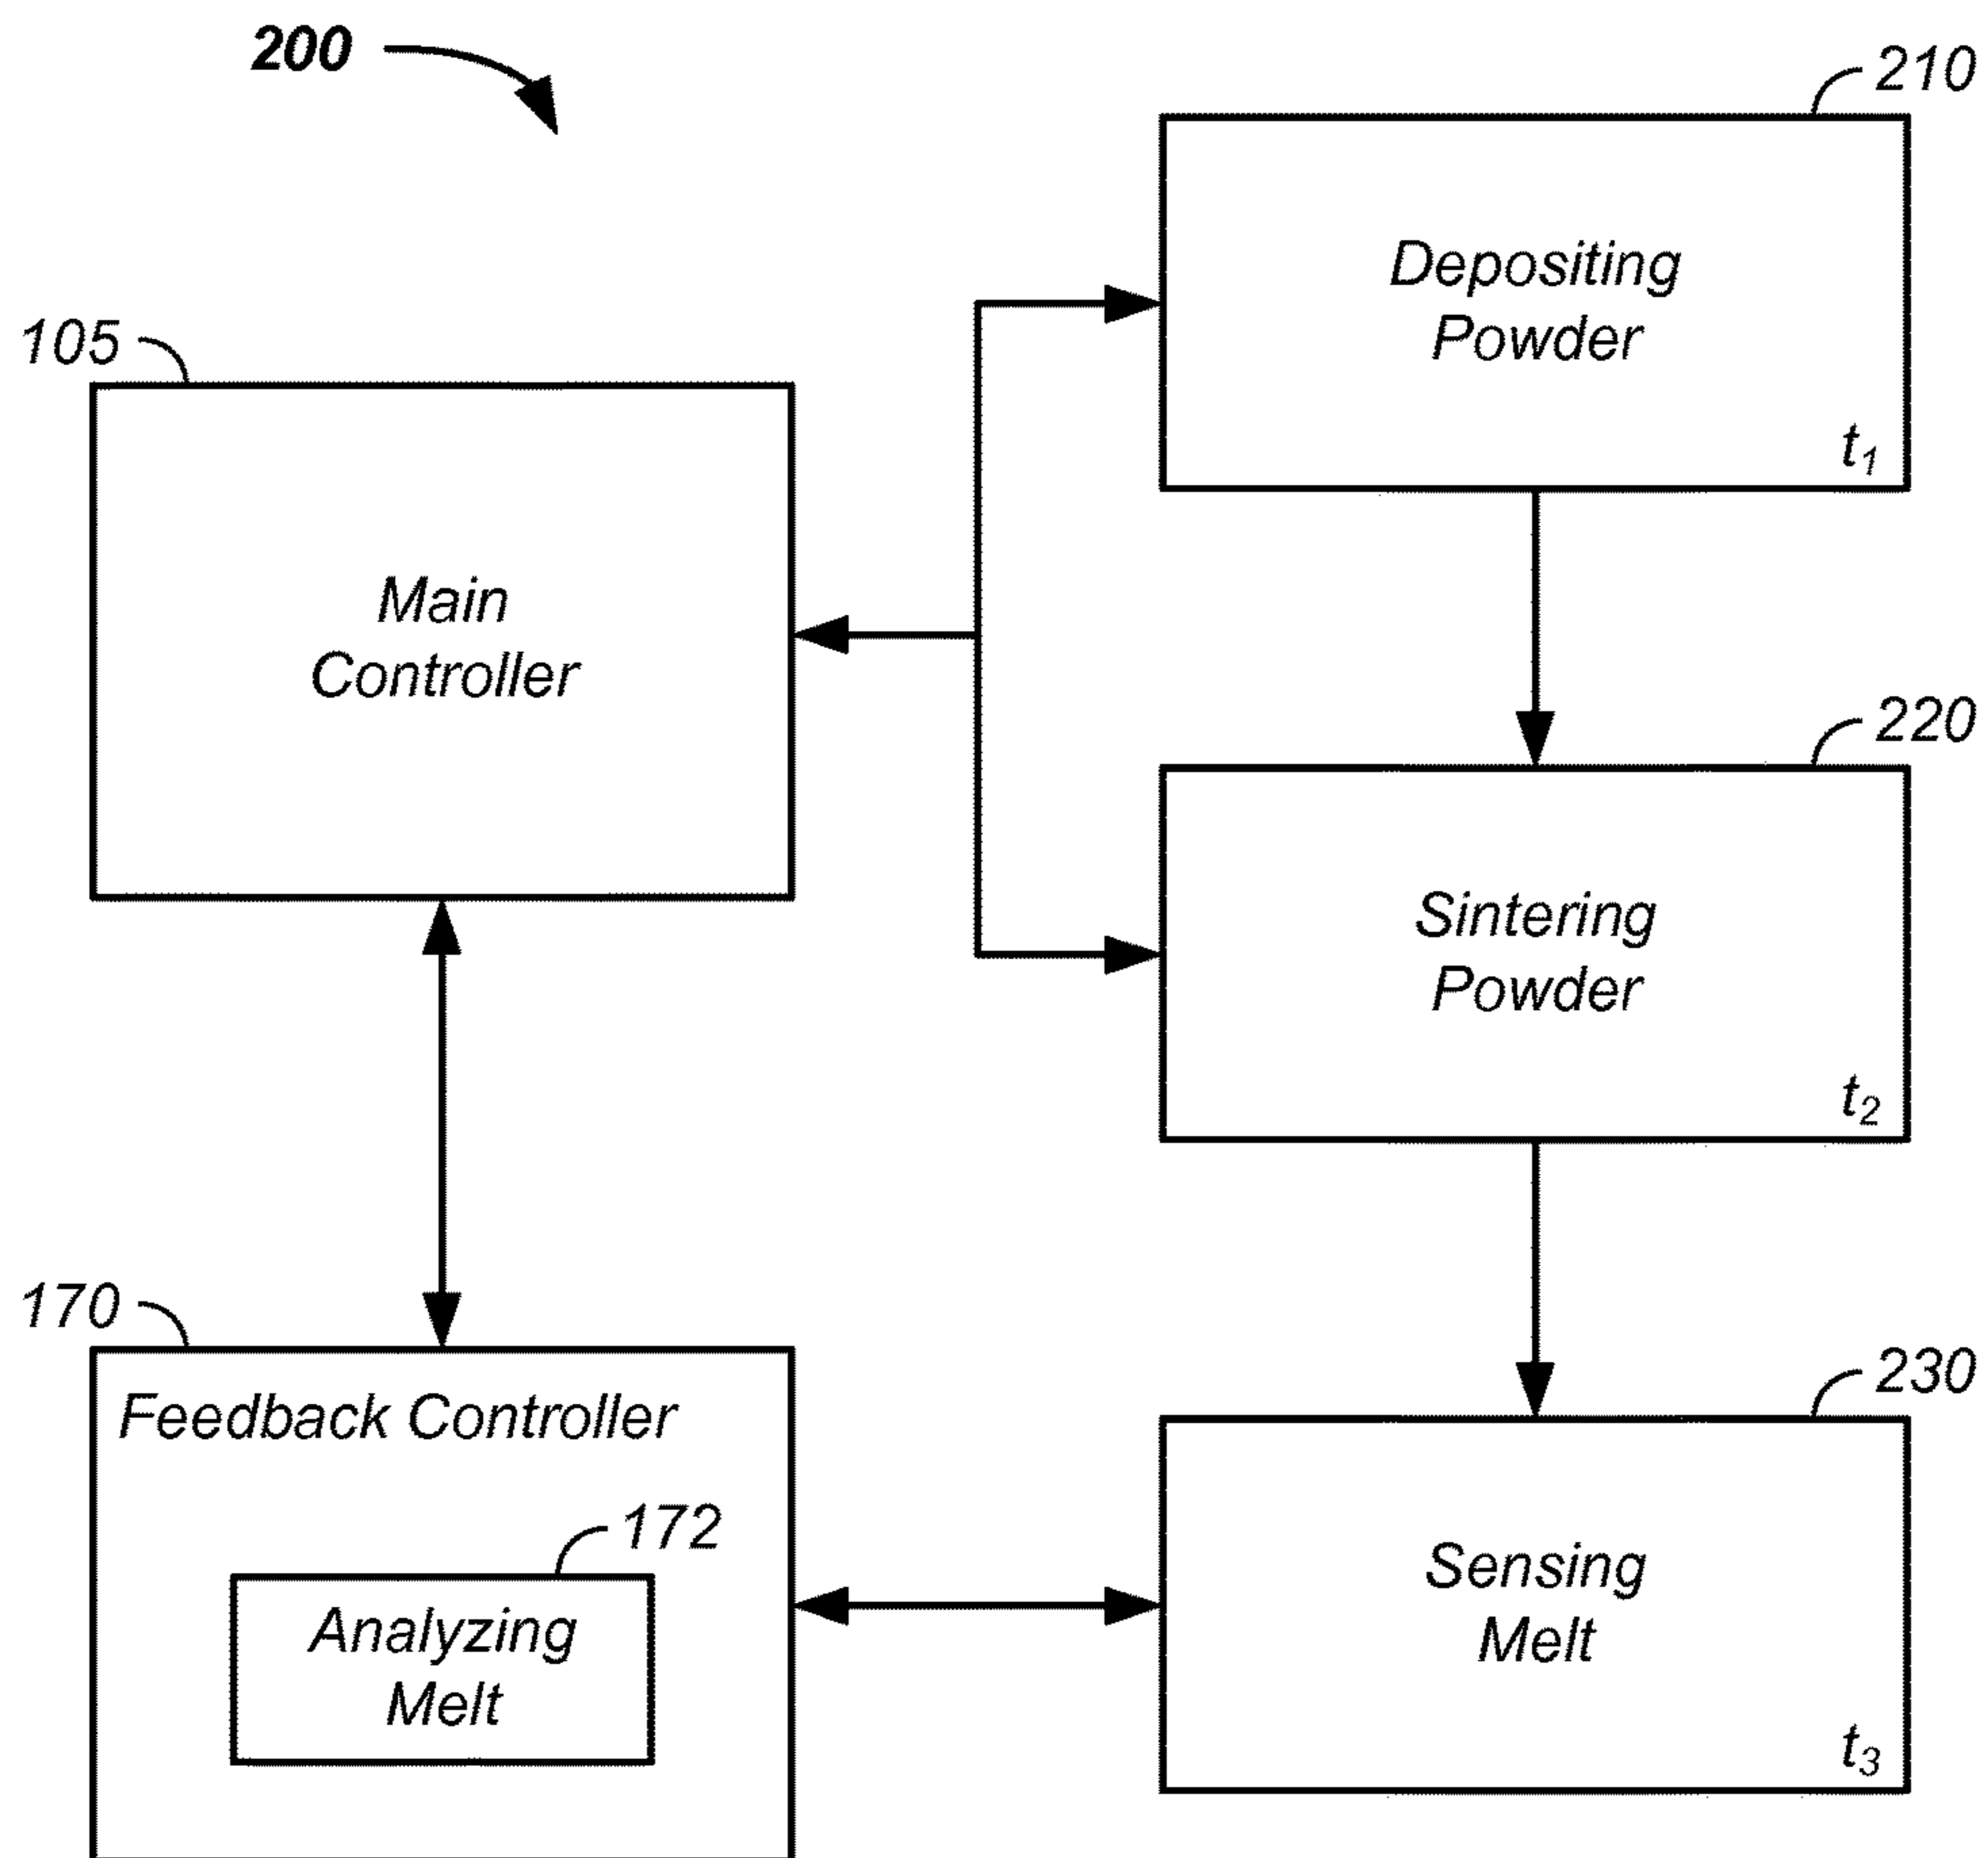 200
210
Depositing
Powder
t₁
105
Main
Controller
220
Sintering
Powder
t₂
170
Feedback Controller
172
Analyzing
Melt
230
Sensing
Melt
t₃